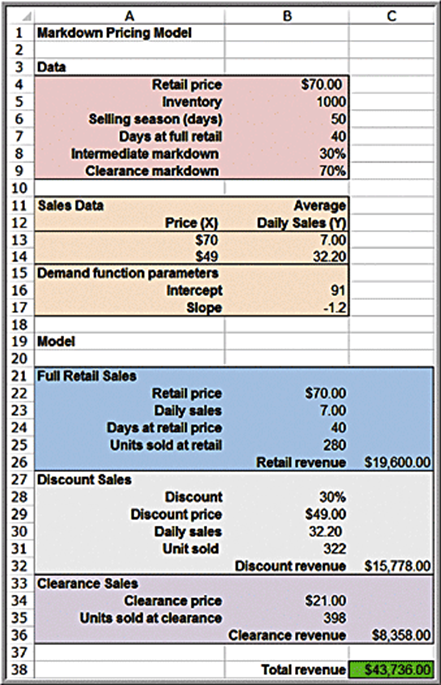 A B C
1 Markdown Pricing Model
2
3 Data
4 Retail price $70.00
5 Inventory 1000
6 Selling season (days) 50
7 Days at full retail 40
8 Intermediate markdown 30%
9 Clearance markdown 70%
10
11 Sales Data Average
12 Price (X) Daily Sales (Y)
13 $70 7.00
14 $49 32.20
15 Demand function parameters
16 Intercept 91
17 Slope -1.2
18
19 Model
20
21 Full Retail Sales
22 Retail price $70.00
23 Daily sales 7.00
24 Days at retail price 40
25 Units sold at retail 280
26 Retail revenue $19,600.00
27 Discount Sales
28 Discount 30%
29 Discount price $49.00
30 Daily sales 32.20
31 Unit sold 322
32 Discount revenue $15,778.00
33 Clearance Sales
34 Clearance price $21.00
35 Units sold at clearance 398
36 Clearance revenue $8,358.00
37
38 Total revenue $43,736.00